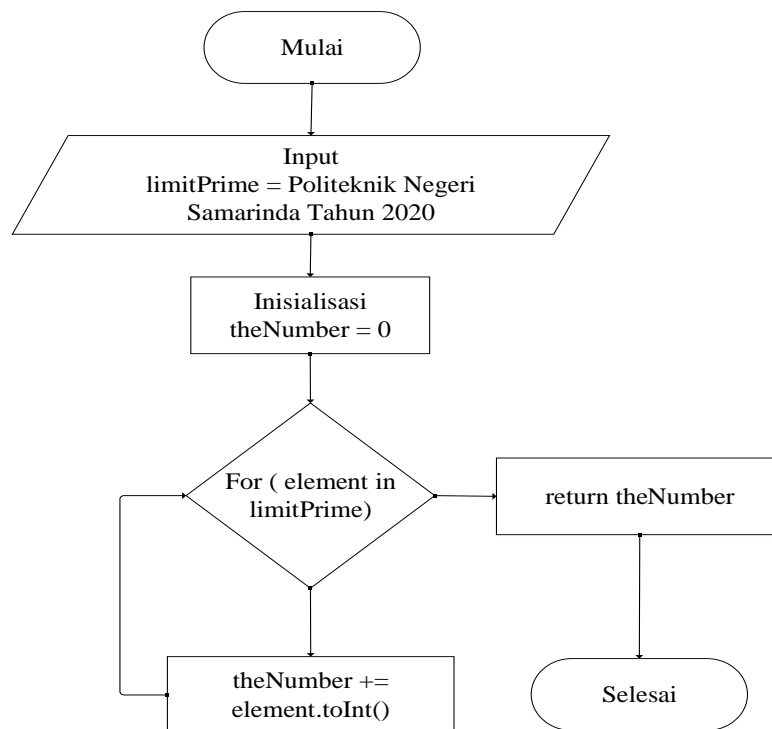 Mulai
Input
limitPrime = Politeknik Negeri
Samarinda Tahun 2020
Inisialisasi
theNumber = 0
For ( element in
limitPrime)
return theNumber
theNumber +=
element.toInt()
Selesai